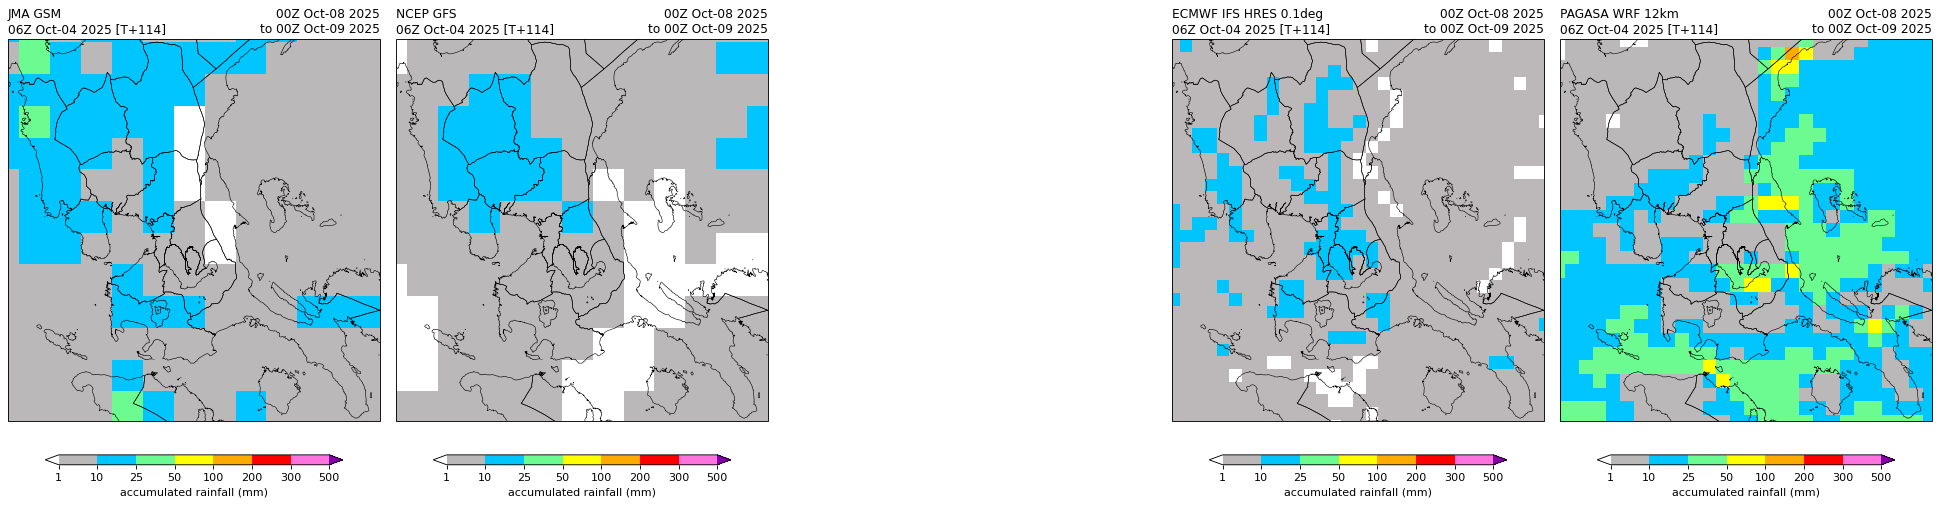 JMA GSM 00Z Oct-08 2025
06Z Oct-04 2025 [T+114] to 00Z Oct-09 2025
1 10 25 50 100 200 300 500
accumulated rainfall (mm)
NCEP GFS 00Z Oct-08 2025
06Z Oct-04 2025 [T+114] to 00Z Oct-09 2025
1 10 25 50 100 200 300 500
accumulated rainfall (mm)
ECMWF IFS HRES 0.1deg 00Z Oct-08 2025
06Z Oct-04 2025 [T+114] to 00Z Oct-09 2025
1 10 25 50 100 200 300 500
accumulated rainfall (mm)
PAGASA WRF 12km 00Z Oct-08 2025
06Z Oct-04 2025 [T+114] to 00Z Oct-09 2025
1 10 25 50 100 200 300 500
accumulated rainfall (mm)